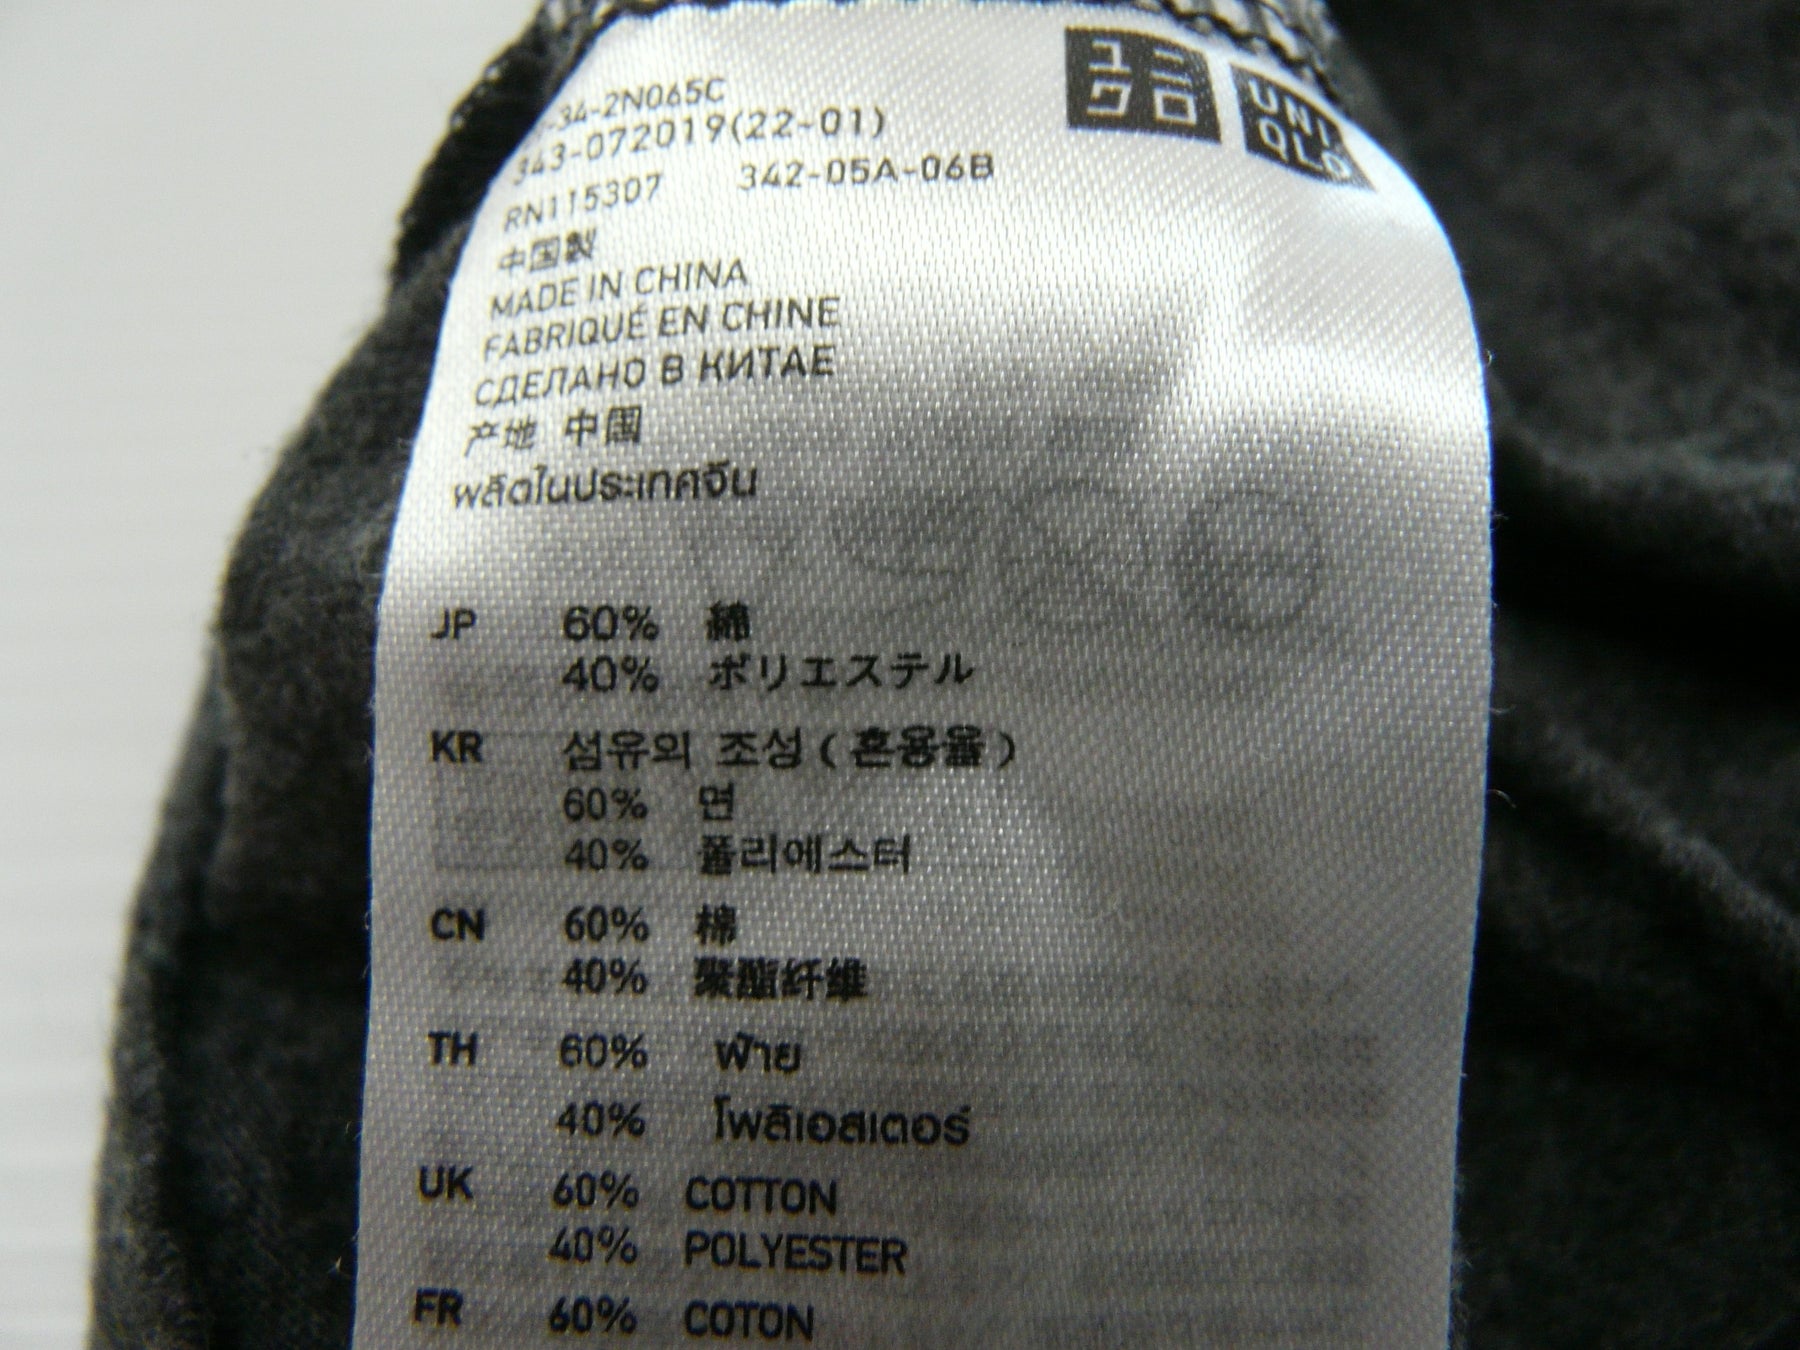 34-2N065C
343-072019(22-01)
RN115307 342-05A-06B
ユニ
クロ
UNI
QLO
中国製
MADE IN CHINA
FABRIQUÉ EN CHINE
СДЕЛАНО В КИТАЕ
产地 中国
ผลิตในประเทศจีน
JP 60% 綿
40% ポリエステル
KR 섬유의 조성 ( 혼용율 )
60% 면
40% 폴리에스터
CN 60% 棉
40% 聚酯纤维
TH 60% ฝ้าย
40% โพลิเอสเตอร์
UK 60% COTTON
40% POLYESTER
FR 60% COTON